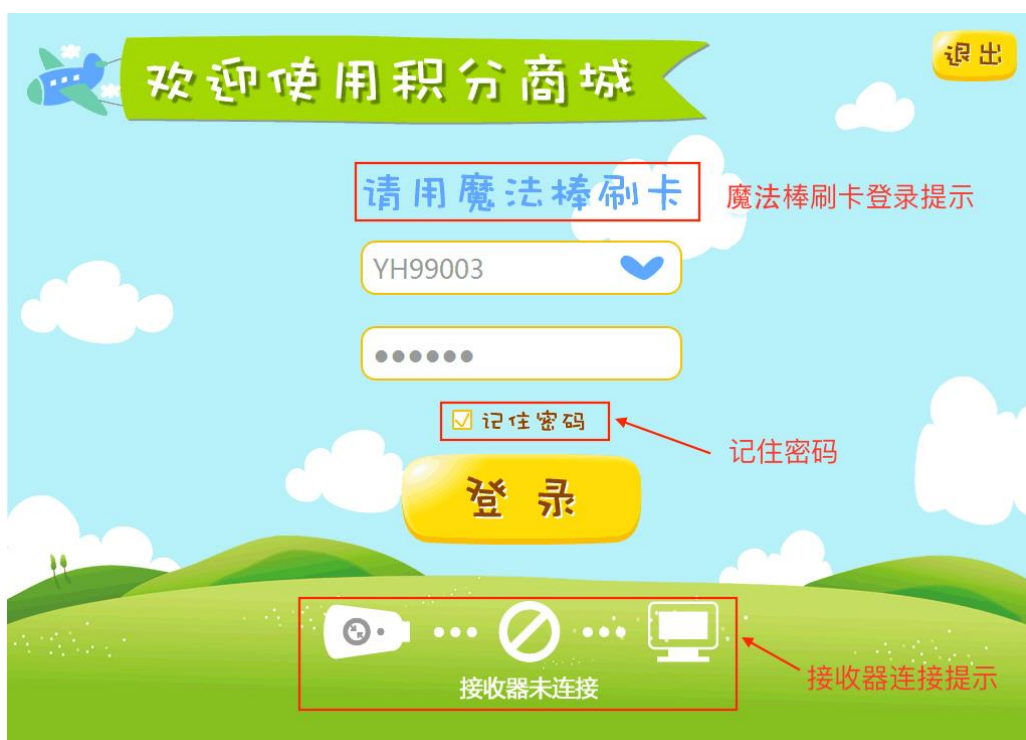 欢迎使用积分商城
退出
请用魔法棒刷卡
魔法棒刷卡登录提示
YH99003
••••••
记住密码
记住密码
登录
接收器未连接
接收器连接提示